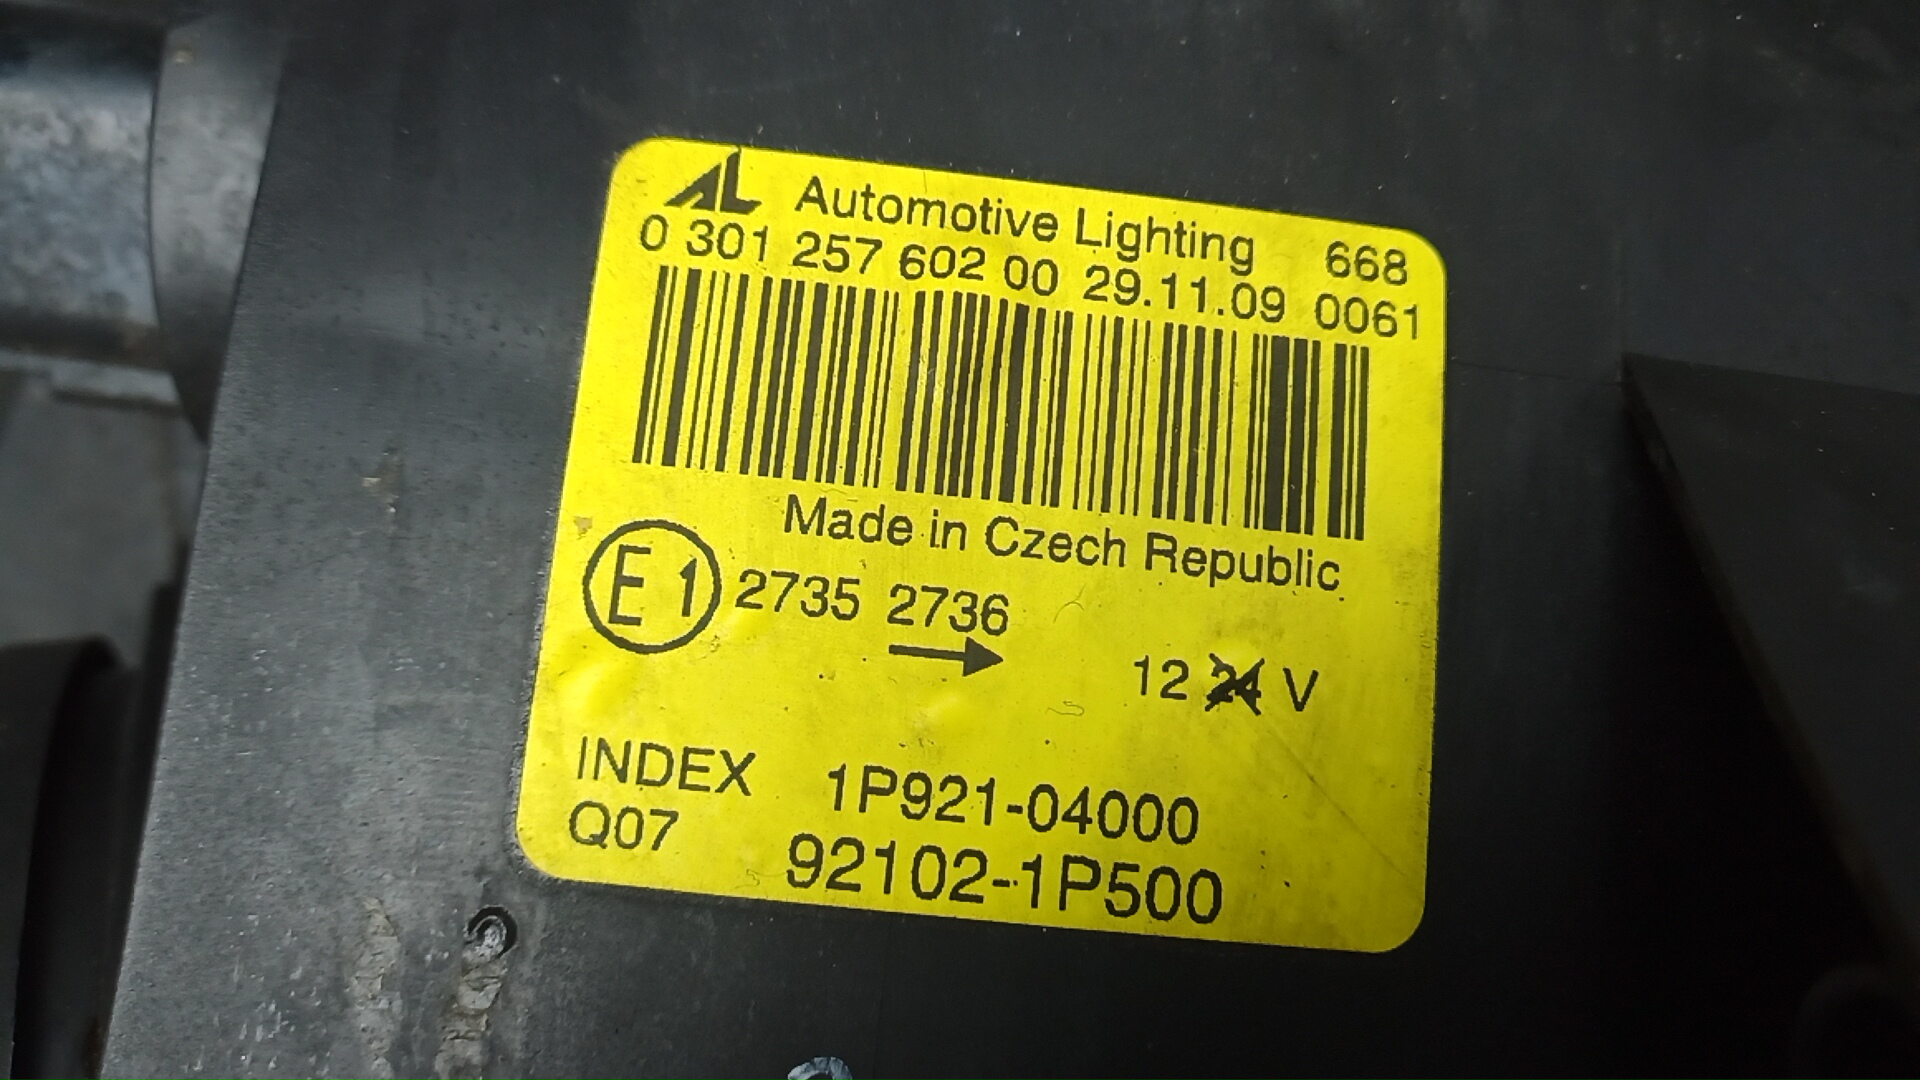 AL Automotive Lighting 668
0 301 257 602 00 29.11.09 0061
Made in Czech Republic
E1 2735 2736
12 24 V
INDEX 1P921-04000
Q07 92102-1P500